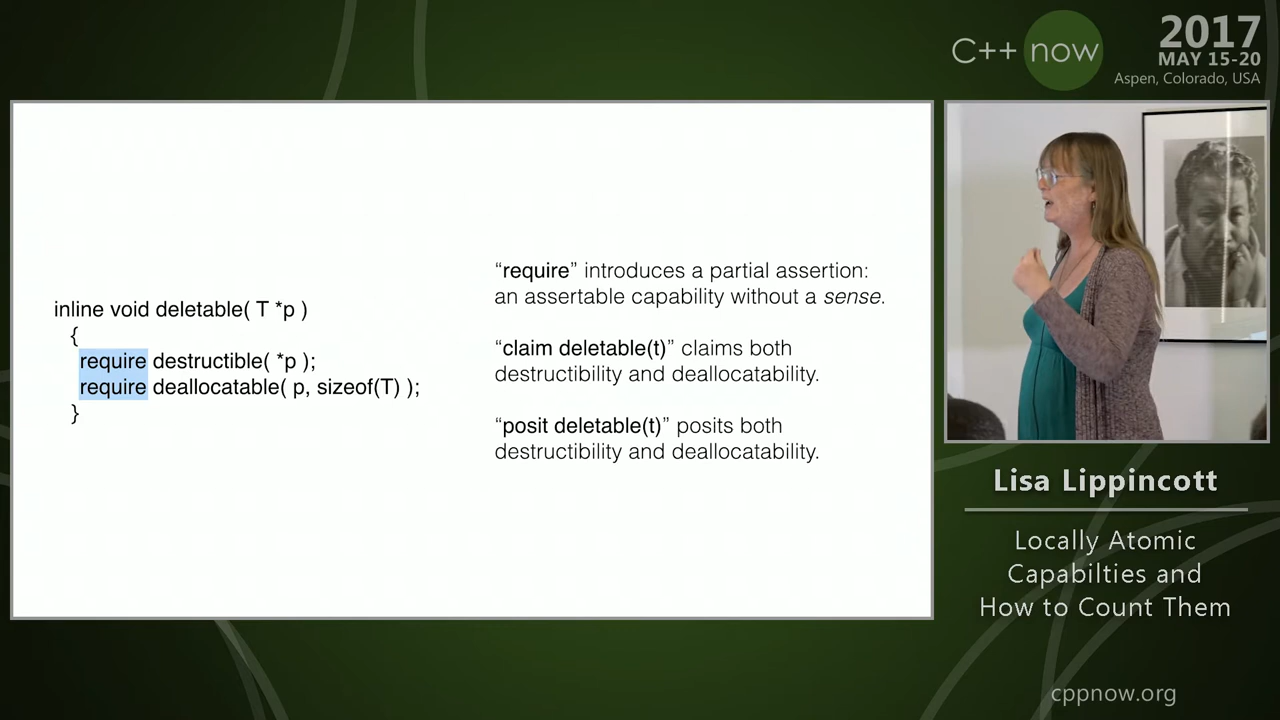 C++ now
2017
MAY 15-20
Aspen, Colorado, USA
inline void deletable( T *p )
{
require destructible( *p );
require deallocatable( p, sizeof(T) );
}
“require” introduces a partial assertion:
an assertable capability without a sense.
“claim deletable(t)” claims both
destructibility and deallocatability.
“posit deletable(t)” posits both
destructibility and deallocatability.
Lisa Lippincott
Locally Atomic
Capabilties and
How to Count Them
cppnow.org